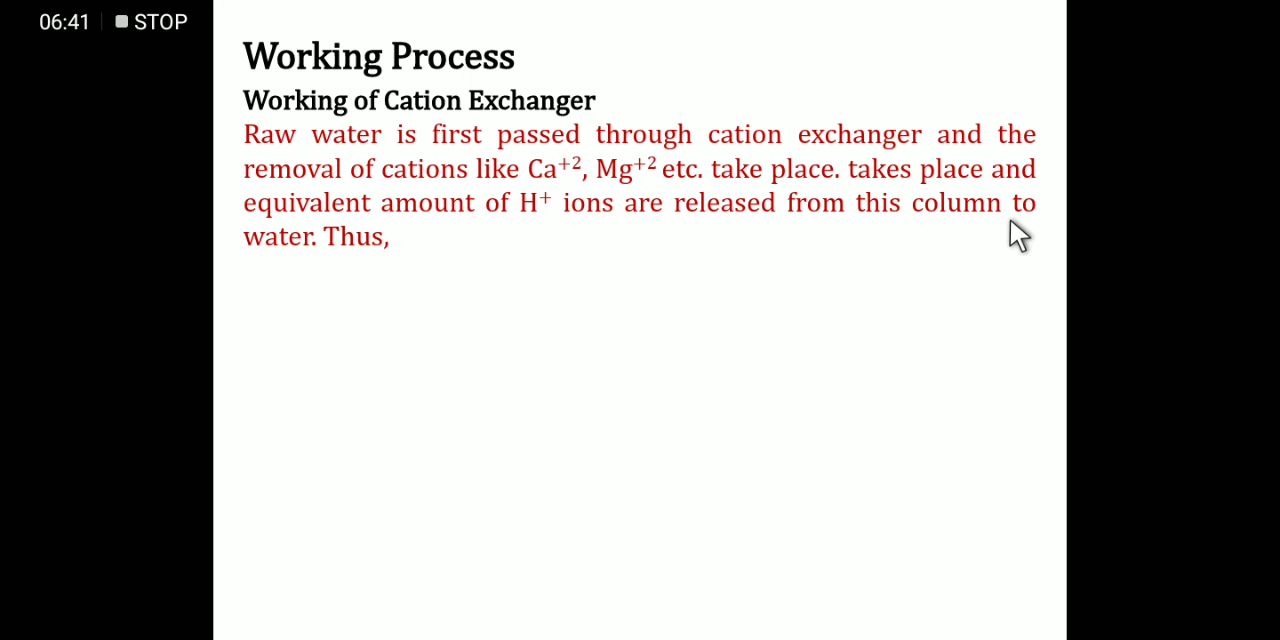 06:41 STOP
Working Process
Working of Cation Exchanger
Raw water is first passed through cation exchanger and the
removal of cations like Ca⁺², Mg⁺² etc. take place. takes place and
equivalent amount of H⁺ ions are released from this column to
water. Thus,